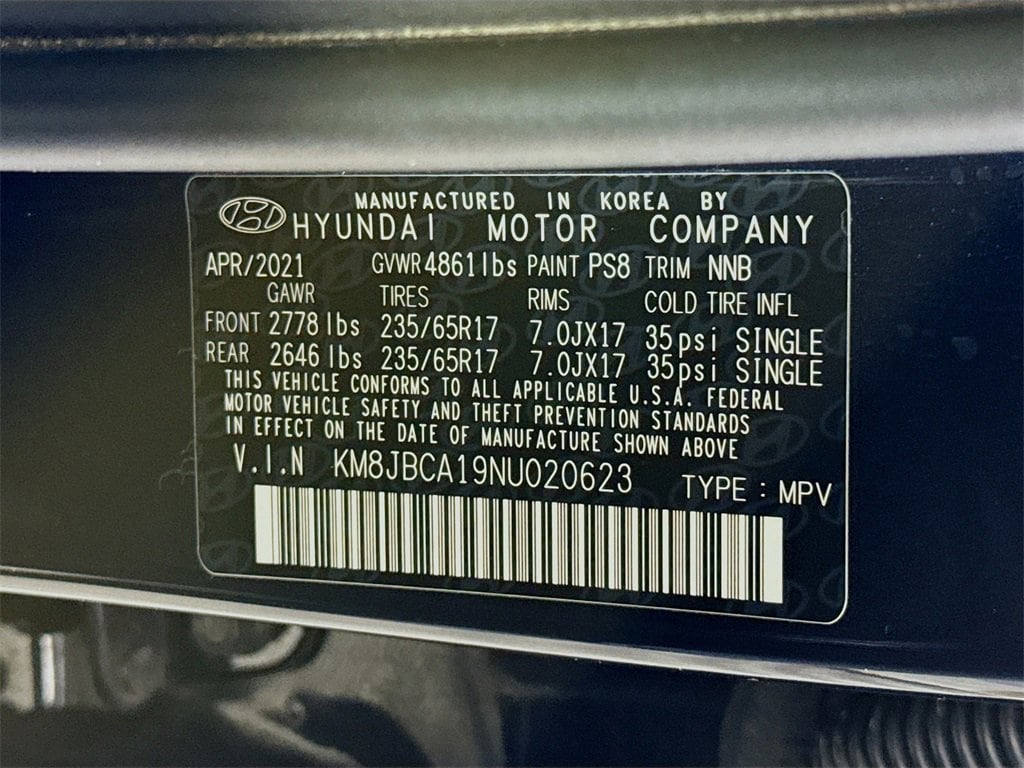 MANUFACTURED IN KOREA BY
HYUNDAI MOTOR COMPANY
APR/2021 GVWR 4861 lbs PAINT PS8 TRIM NNB
GAWR TIRES RIMS COLD TIRE INFL
FRONT 2778 lbs 235/65R17 7.0JX17 35psi SINGLE
REAR 2646 lbs 235/65R17 7.0JX17 35psi SINGLE
THIS VEHICLE CONFORMS TO ALL APPLICABLE U.S.A. FEDERAL
MOTOR VEHICLE SAFETY AND THEFT PREVENTION STANDARDS
IN EFFECT ON THE DATE OF MANUFACTURE SHOWN ABOVE
V.I.N KM8JBCA19NU020623 TYPE : MPV